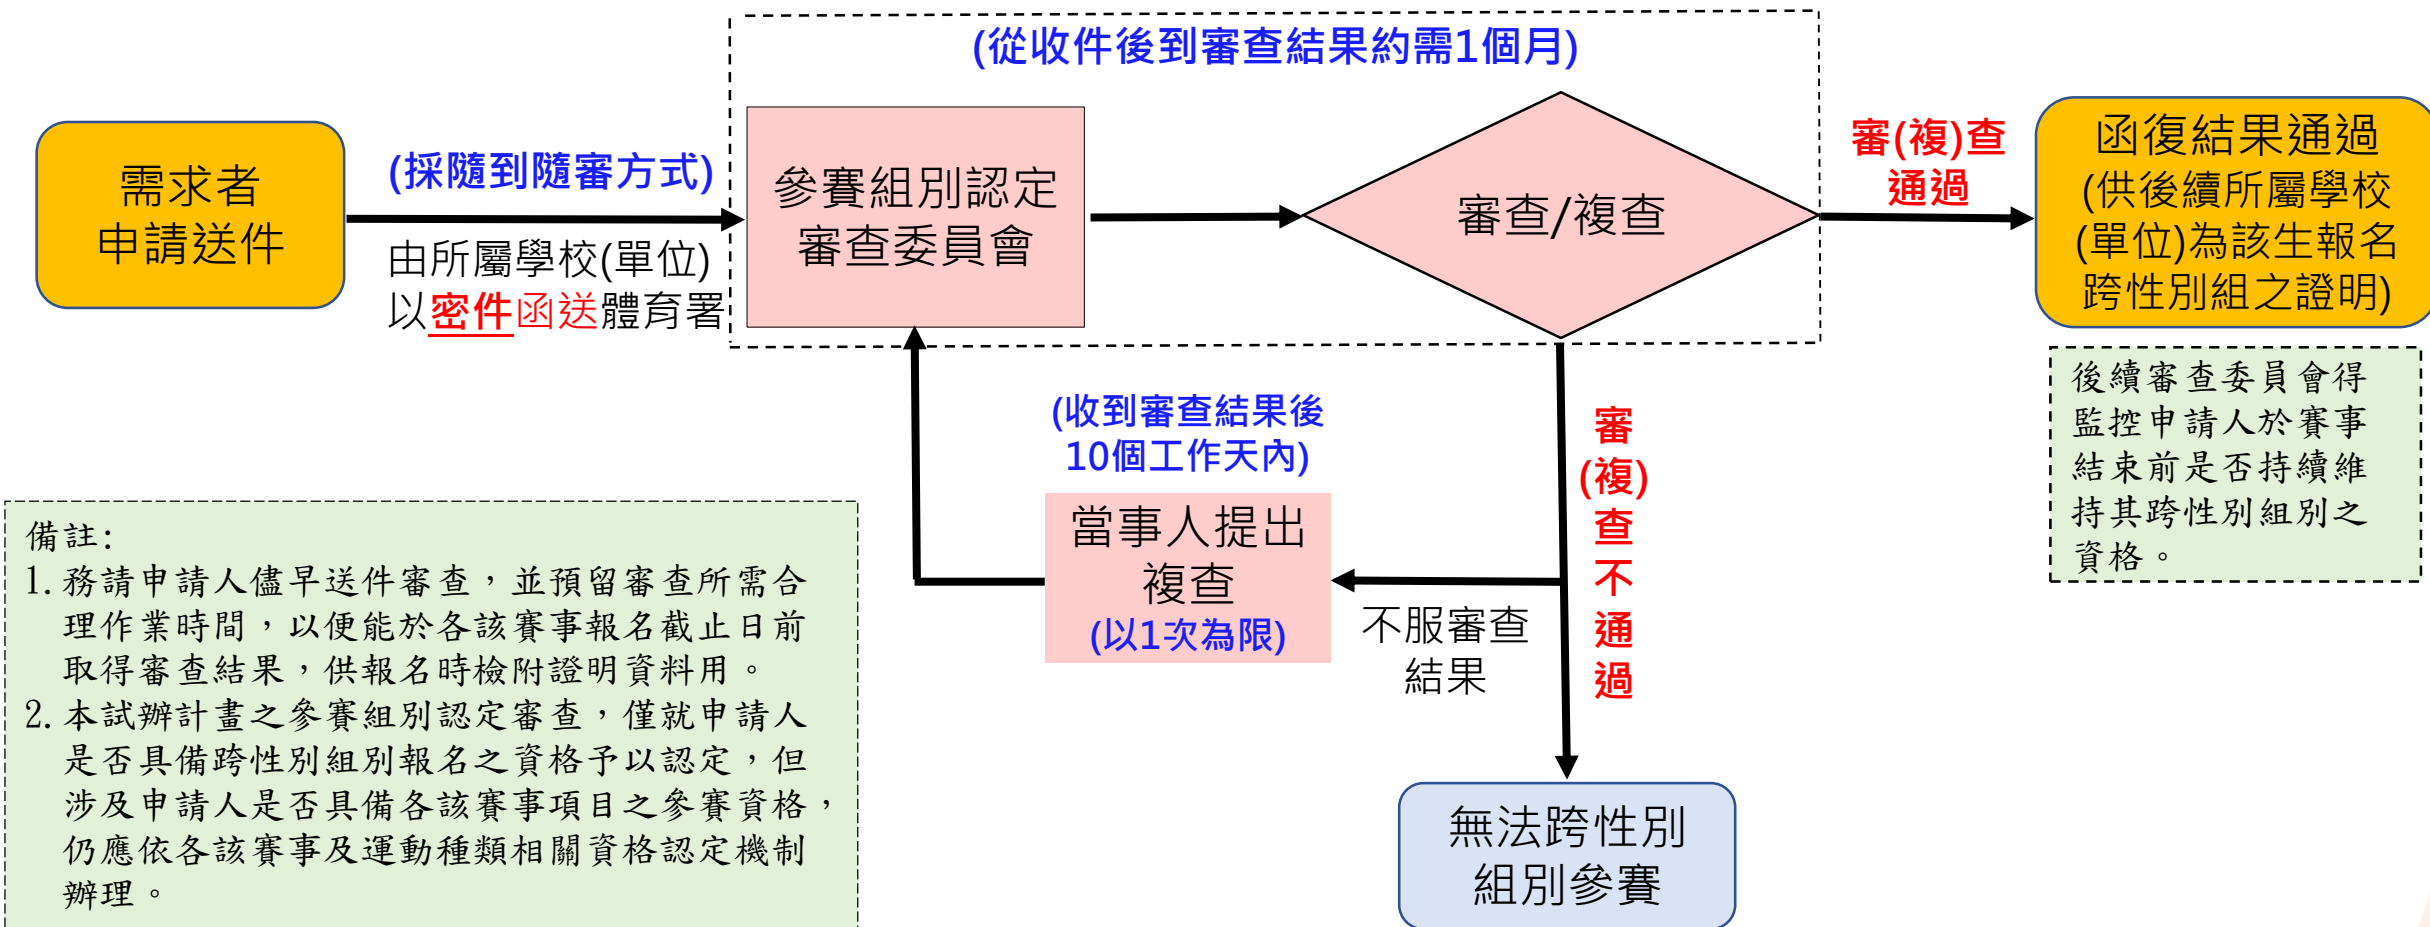 (從收件後到審查結果約需1個月)
需求者
申請送件
(採隨到隨審方式)
由所屬學校(單位)
以密件函送體育署
參賽組別認定
審查委員會
審查/複查
審(複)查
通過
函復結果通過
(供後續所屬學校
(單位)為該生報名
跨性別組之證明)
後續審查委員會得
監控申請人於賽事
結束前是否持續維
持其跨性別組別之
資格。
(收到審查結果後
10個工作天內)
當事人提出
複查
(以1次為限)
不服審查
結果
審
(複)
查
不
通
過
無法跨性別
組別參賽
備註:
1.務請申請人儘早送件審查，並預留審查所需合
理作業時間，以便能於各該賽事報名截止日前
取得審查結果，供報名時檢附證明資料用。
2.本試辦計畫之參賽組別認定審查，僅就申請人
是否具備跨性別組別報名之資格予以認定，但
涉及申請人是否具備各該賽事項目之參賽資格，
仍應依各該賽事及運動種類相關資格認定機制
辦理。